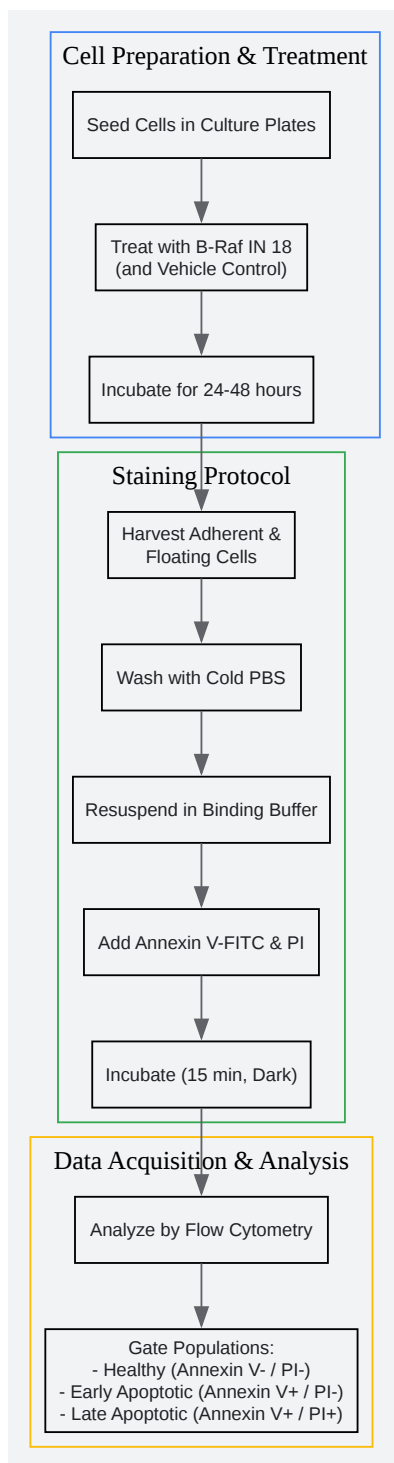 Cell Preparation & Treatment
Seed Cells in Culture Plates
Treat with B-Raf IN 18
(and Vehicle Control)
Incubate for 24-48 hours
Staining Protocol
Harvest Adherent &
Floating Cells
Wash with Cold PBS
Resuspend in Binding Buffer
Add Annexin V-FITC & PI
Incubate (15 min, Dark)
Data Acquisition & Analysis
Analyze by Flow Cytometry
Gate Populations:
- Healthy (Annexin V- / PI-)
- Early Apoptotic (Annexin V+ / PI-)
- Late Apoptotic (Annexin V+ / PI+)